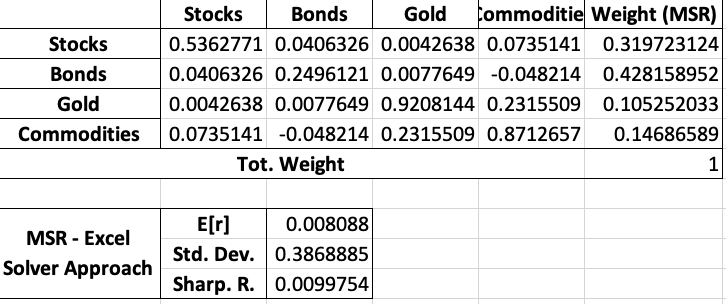 Stocks Bonds Gold Commoditie Weight (MSR)
Stocks 0.5362771 0.0406326 0.0042638 0.0735141 0.319723124
Bonds 0.0406326 0.2496121 0.0077649 -0.048214 0.428158952
Gold 0.0042638 0.0077649 0.9208144 0.2315509 0.105252033
Commodities 0.0735141 -0.048214 0.2315509 0.8712657 0.14686589
Tot. Weight 1
MSR - Excel Solver Approach
E[r] 0.008088
Std. Dev. 0.3868885
Sharp. R. 0.0099754